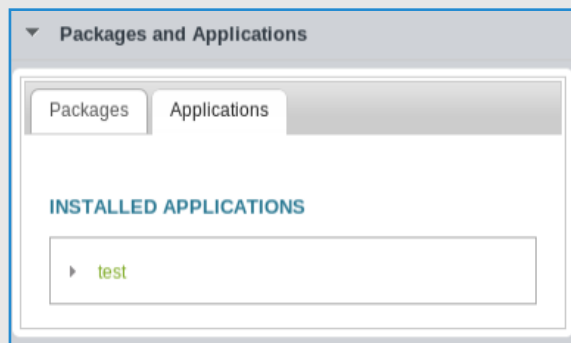 Packages and Applications
Packages
Applications
INSTALLED APPLICATIONS
test